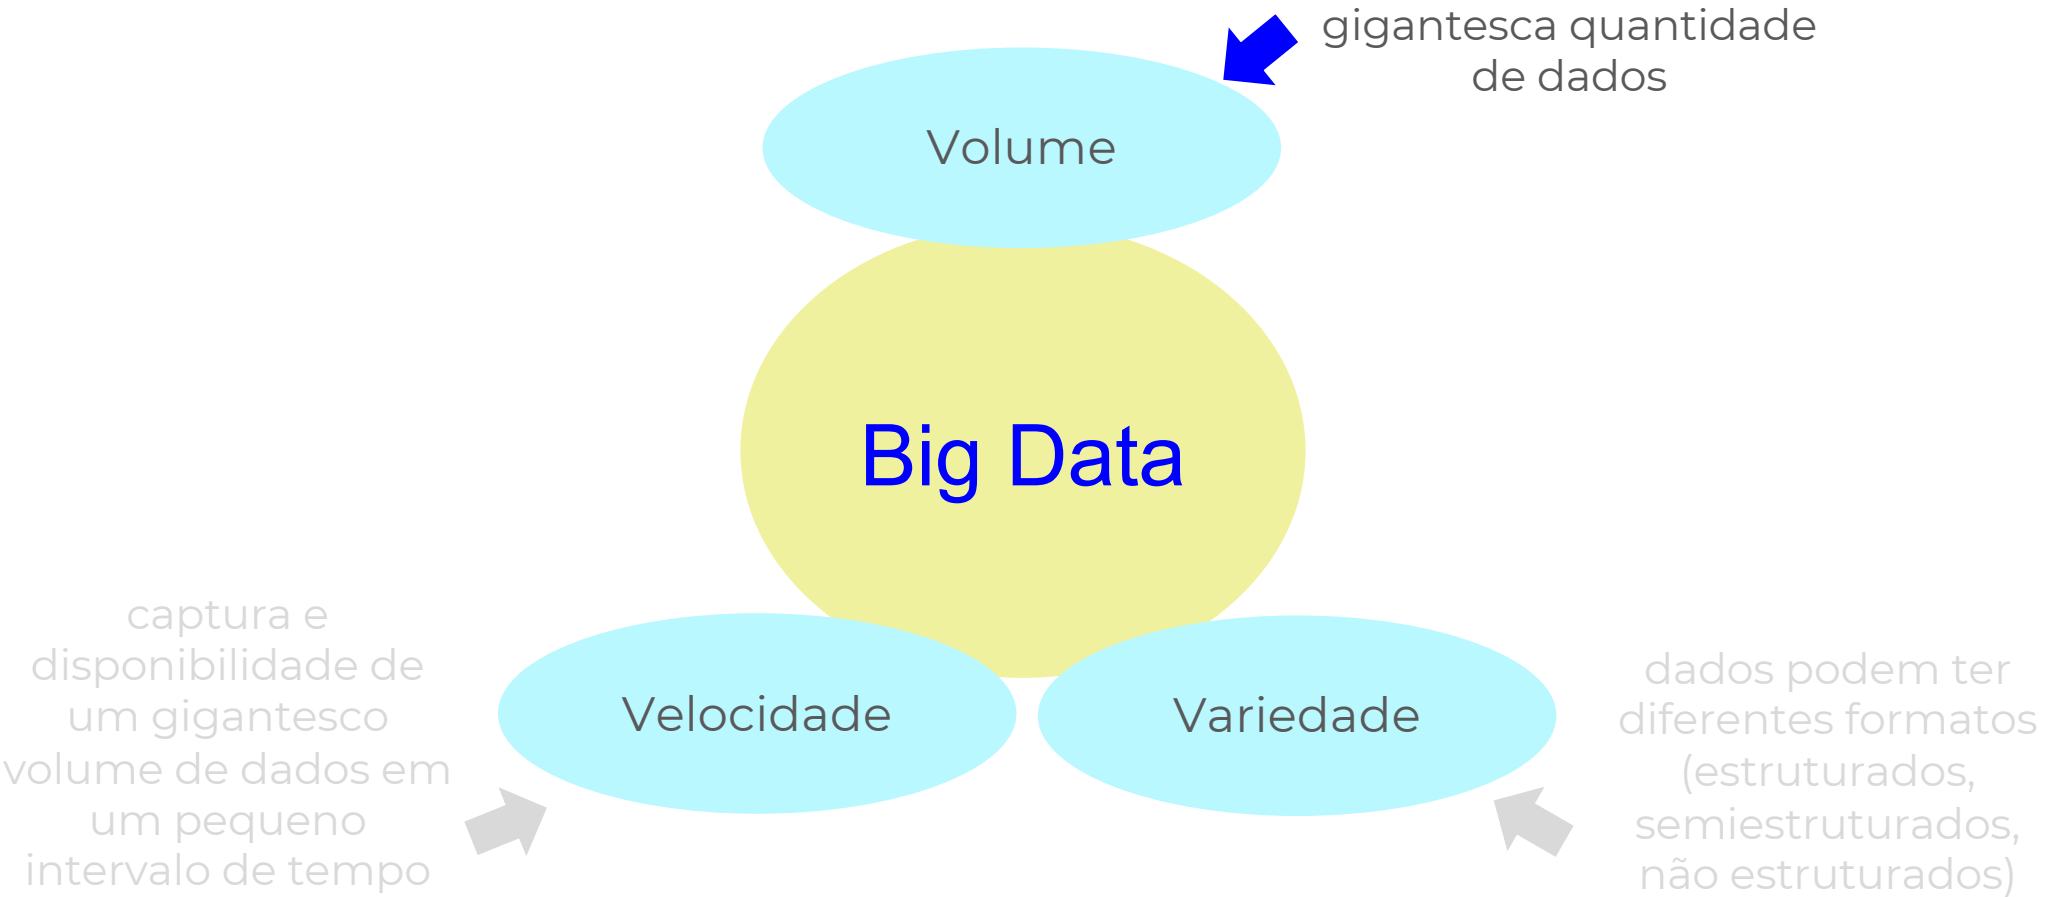 gigantesca quantidade
de dados
Volume
Big Data
captura e
disponibilidade de
um gigantesco
volume de dados em
um pequeno
intervalo de tempo
Velocidade
Variedade
dados podem ter
diferentes formatos
(estruturados,
semiestruturados,
não estruturados)